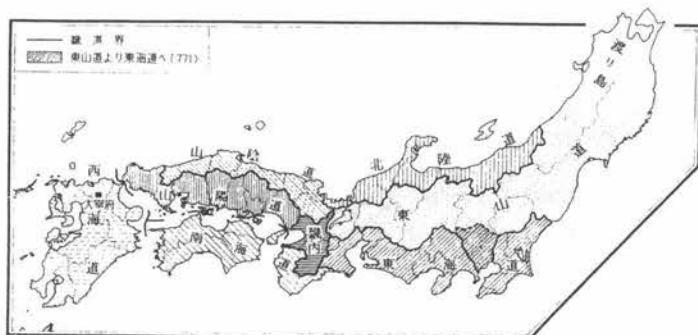 畿道界
東山道より東海道へ(771)
渡り島
北陸道
山陰道
山陽道
東山道
東海道
畿内
南海道
西海道
大宰府